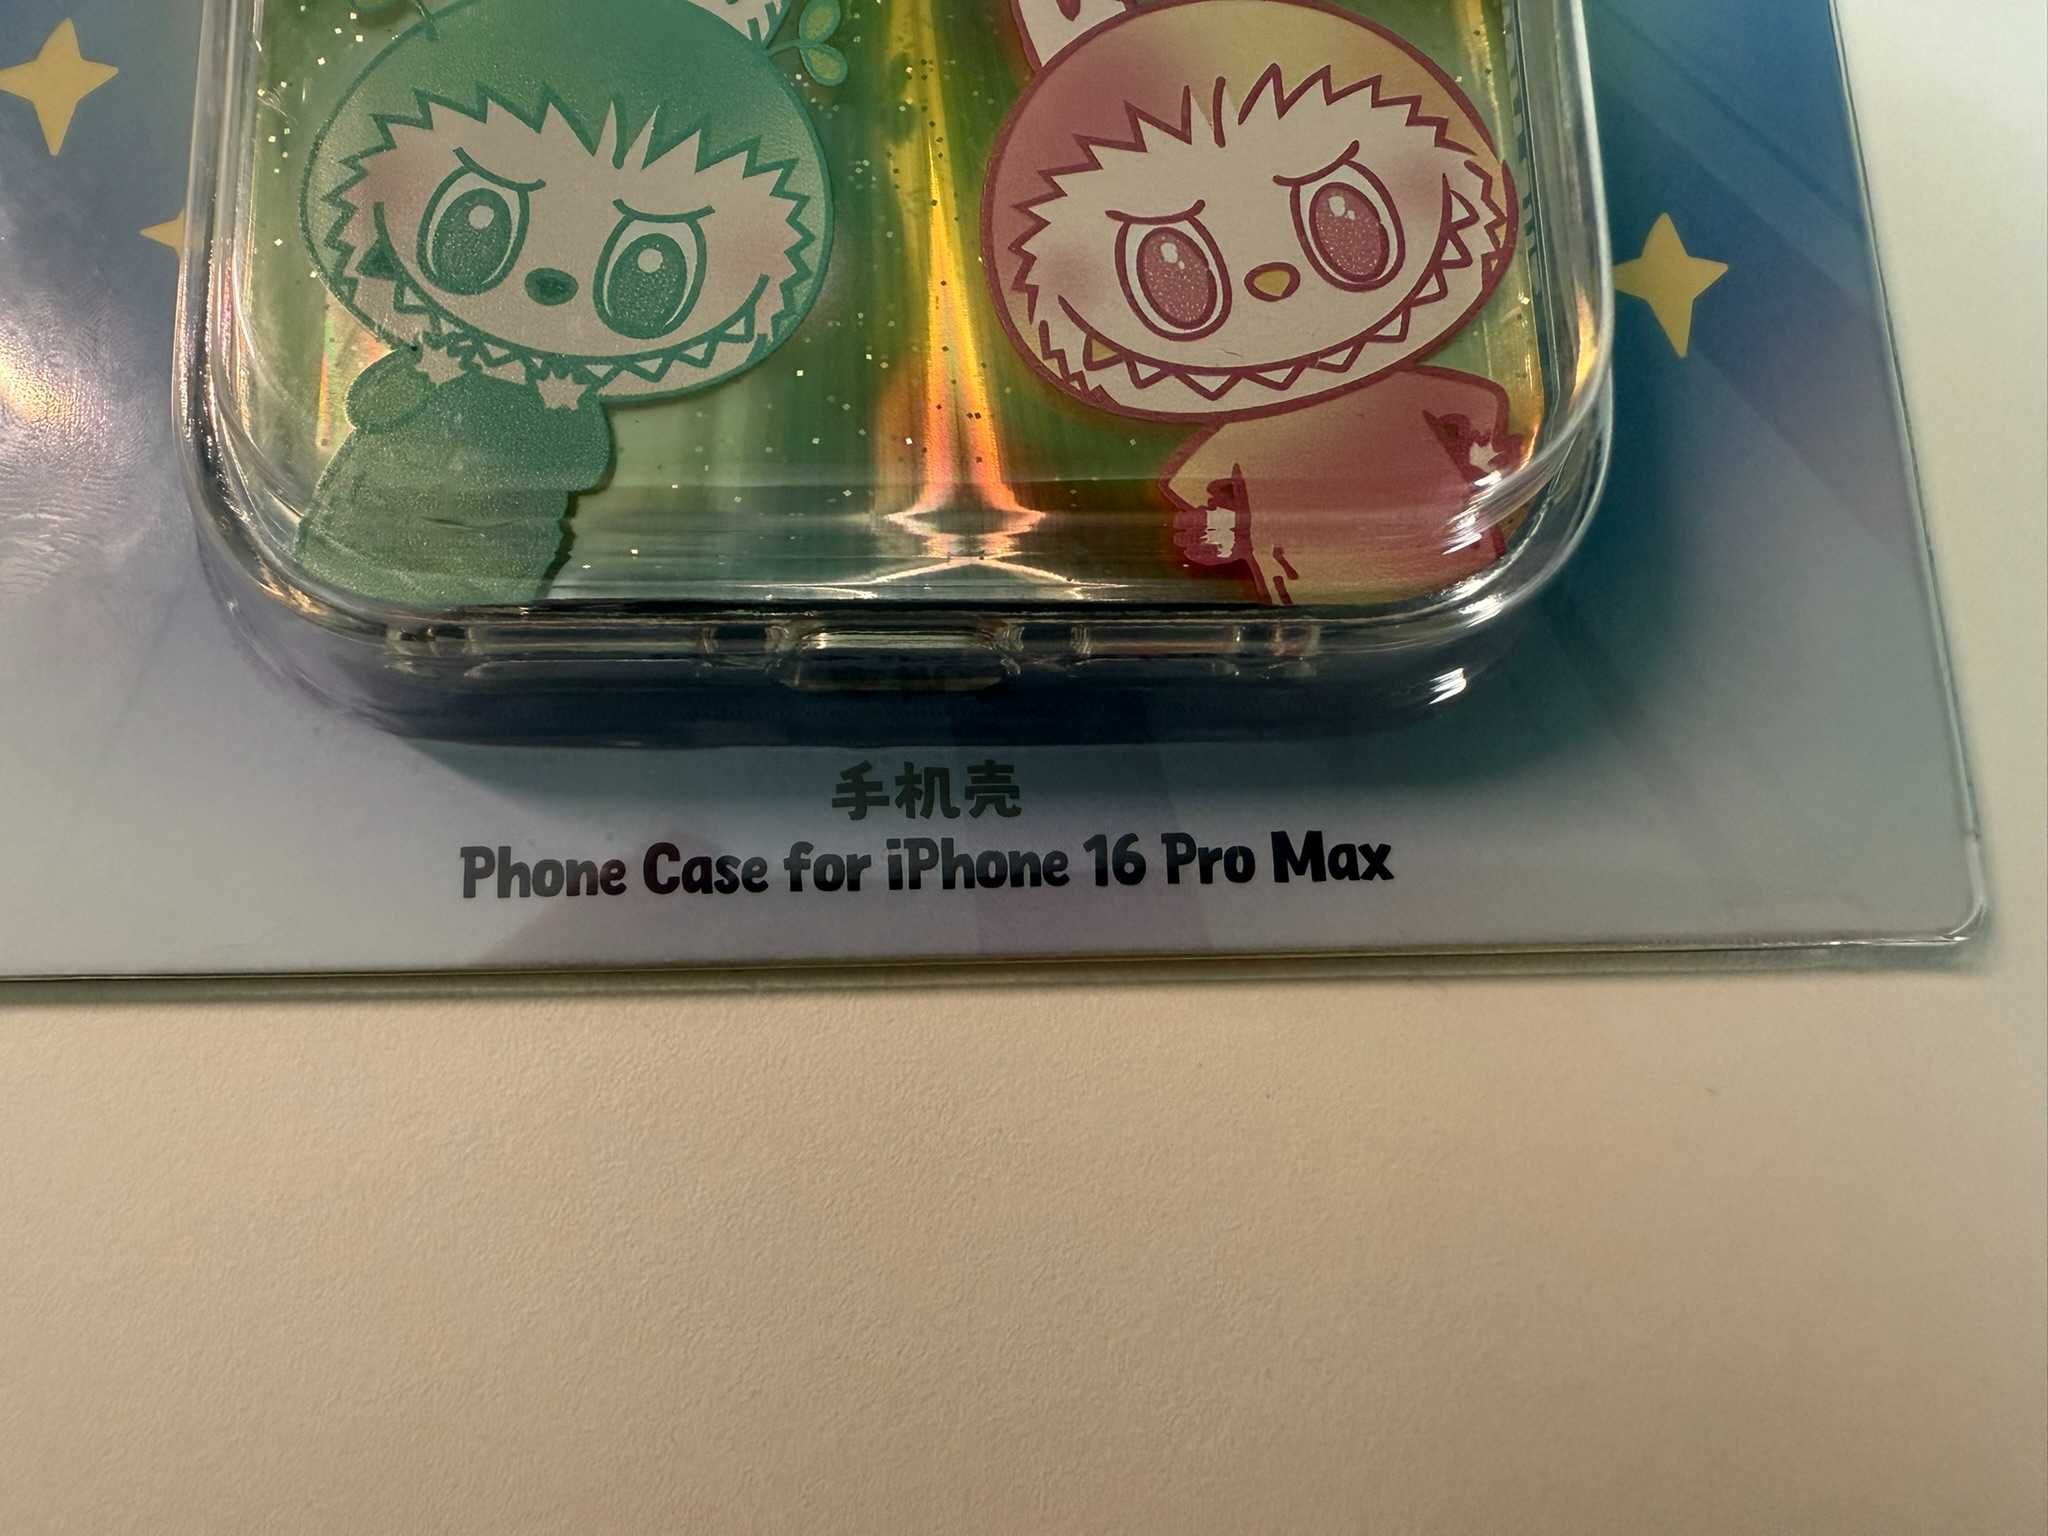 手机壳
Phone Case for iPhone 16 Pro Max